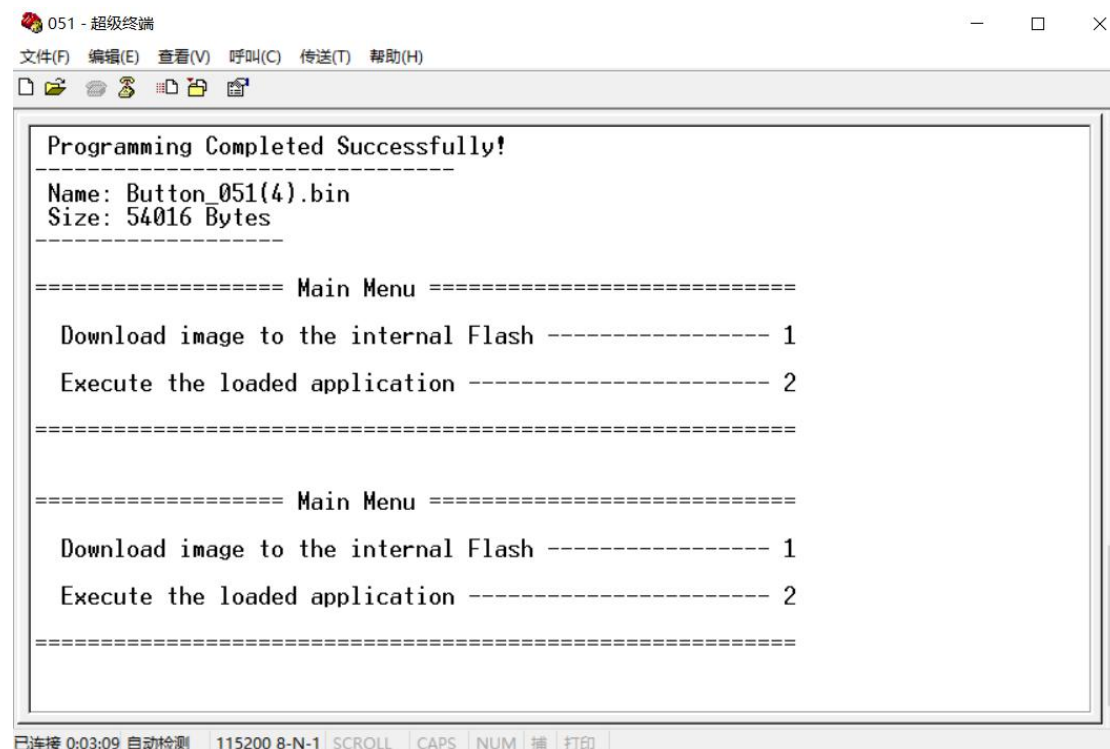 051 - 超级终端
文件(F) 编辑(E) 查看(V) 呼叫(C) 传送(T) 帮助(H)
Programming Completed Successfully!
--------------------------------
Name: Button_051(4).bin
Size: 54016 Bytes
-------------------
=================== Main Menu ============================
Download image to the internal Flash ----------------- 1
Execute the loaded application ----------------------- 2
==========================================================
=================== Main Menu ============================
Download image to the internal Flash ----------------- 1
Execute the loaded application ----------------------- 2
==========================================================
已连接 0:03:09 自动检测 115200 8-N-1 SCROLL CAPS NUM 捕 打印